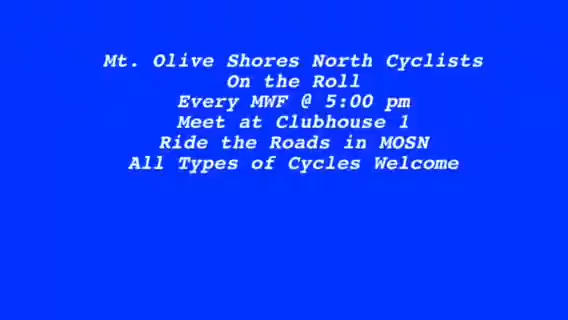 Mt. Olive Shores North Cyclists
On the Roll
Every MWF @ 5:00 pm
Meet at Clubhouse 1
Ride the Roads in MOSN
All Types of Cycles Welcome